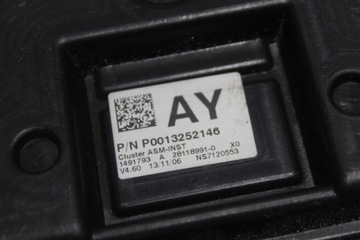 AY
P/N P0013252146
Cluster ASM-INST
1491793 A 28118991-0 X0
V4.60 13:11:06 NS7120553